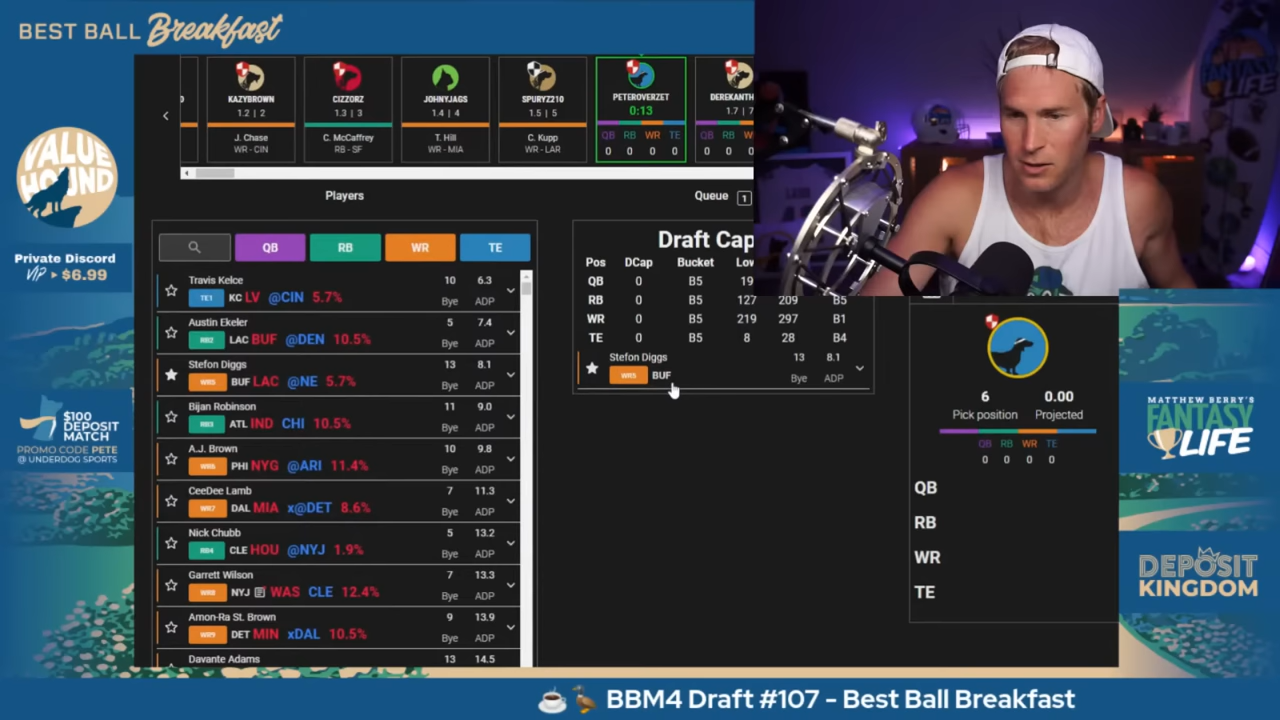 BEST BALL Breakfast
KAZYBROWN
1.2 | 2
J. Chase
WR - CIN
CIZZORZ
1.3 | 3
C. McCaffrey
RB - SF
JOHNYJAGS
1.4 | 4
T. Hill
WR - MIA
SPURYZ210
1.5 | 5
C. Kupp
WR - LAR
PETEROVERZET
0:13
QB RB WR TE
0 0 0 0
DEREKANTH
1.7 | 7
QB RB W
0 0 0
VALUE
HOUND
Private Discord
VIP ▸ $6.99
$100
DEPOSIT
MATCH
PROMO CODE PETE
@ UNDERDOG SPORTS
Players
Queue 1
QB RB WR TE
Travis Kelce 10 6.3
TE1 KC LV @CIN 5.7% Bye ADP
Austin Ekeler 5 7.4
RB2 LAC BUF @DEN 10.5% Bye ADP
Stefon Diggs 13 8.1
WR5 BUF LAC @NE 5.7% Bye ADP
Bijan Robinson 11 9.0
RB3 ATL IND CHI 10.5% Bye ADP
A.J. Brown 10 9.8
WR6 PHI NYG @ARI 11.4% Bye ADP
CeeDee Lamb 7 11.3
WR7 DAL MIA x@DET 8.6% Bye ADP
Nick Chubb 5 13.2
RB4 CLE HOU @NYJ 1.9% Bye ADP
Garrett Wilson 7 13.3
WR8 NYJ WAS CLE 12.4% Bye ADP
Amon-Ra St. Brown 9 13.9
WR9 DET MIN xDAL 10.5% Bye ADP
Davante Adams 13 14.5
Draft Cap
Pos DCap Bucket Low
QB 0 B5 19
RB 0 B5 127 209 B5
WR 0 B5 219 297 B1
TE 0 B5 8 28 B4
Stefon Diggs 13 8.1
WR5 BUF Bye ADP
6 0.00
Pick position Projected
QB RB WR TE
0 0 0 0
QB
RB
WR
TE
MATTHEW BERRY'S
FANTASY
LIFE
DEPOSIT
KINGDOM
BBM4 Draft #107 - Best Ball Breakfast